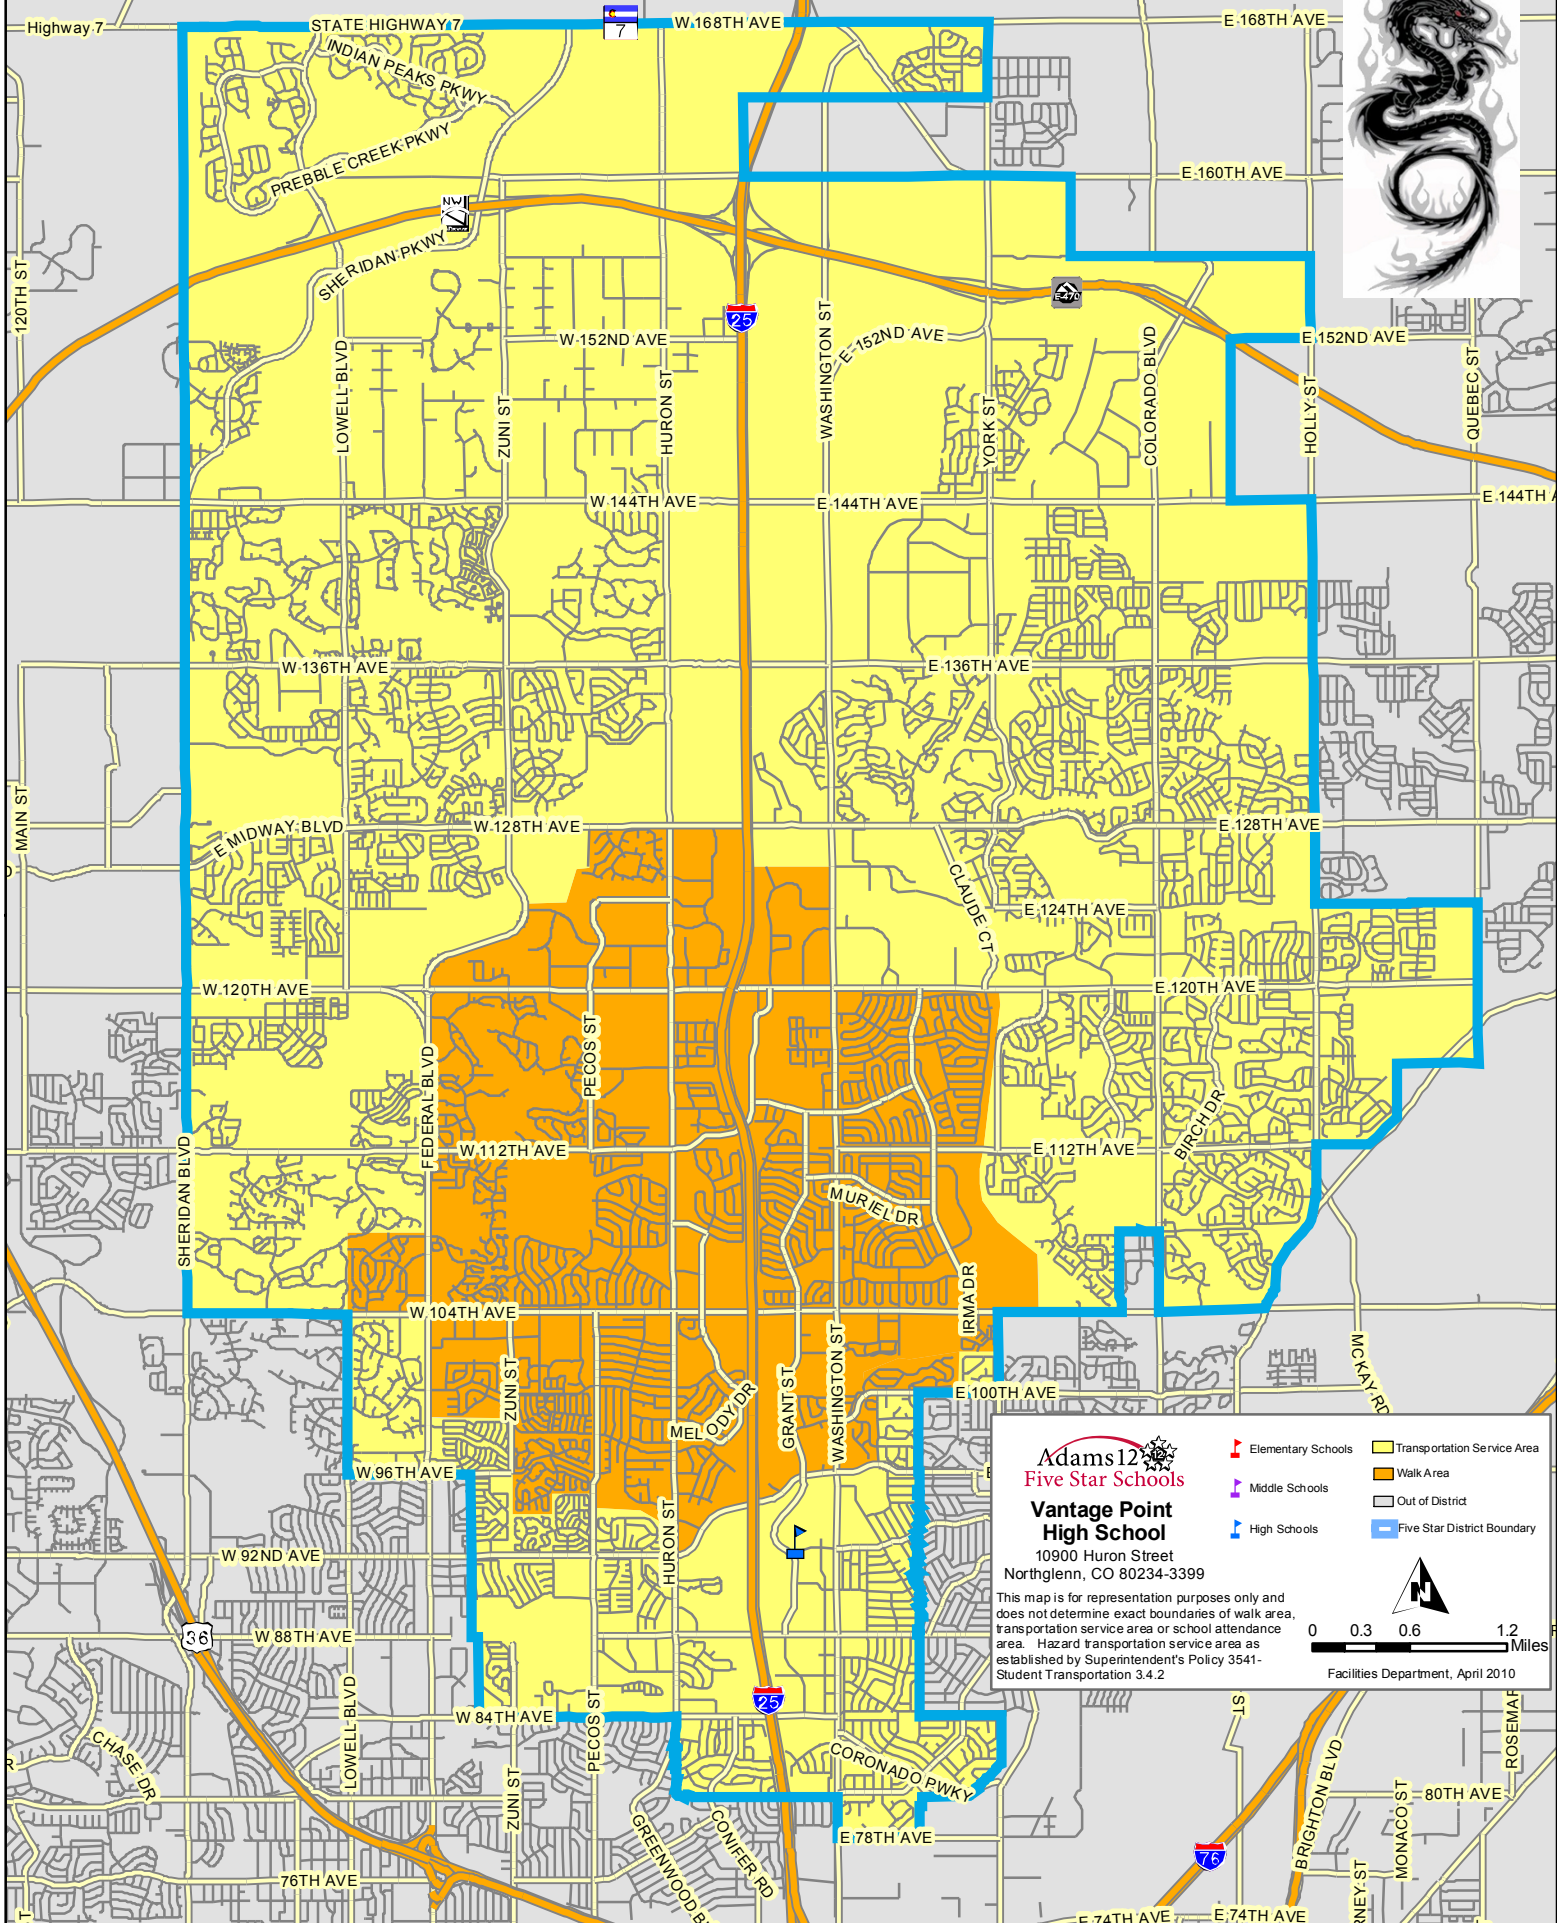 Highway 7
STATE HIGHWAY 7
7
W 168TH AVE
E 168TH AVE
INDIAN PEAKS PKWY
PREBBLE CREEK PKWY
E 160TH AVE
NW
SHERIDAN PKWY
120TH ST
E-470
25
W 152ND AVE
E 152ND AVE
E 152ND AVE
LOWELL BLVD
ZUNI ST
HURON ST
WASHINGTON ST
YORK ST
COLORADO BLVD
HOLLY ST
QUEBEC ST
W 144TH AVE
E 144TH AVE
E 144TH A
W 136TH AVE
E 136TH AVE
MAIN ST
E MIDWAY BLVD
W 128TH AVE
E 128TH AVE
CLAUDE CT
E 124TH AVE
W 120TH AVE
E 120TH AVE
PECOS ST
FEDERAL BLVD
BIRCH DR
W 112TH AVE
E 112TH AVE
SHERIDAN BLVD
MURIEL DR
IRMA DR
W 104TH AVE
ZUNI ST
MELODY DR
GRANT ST
WASHINGTON ST
MCKAY RD
E 100TH AVE
W 96TH AVE
E
HURON ST
W 92ND AVE
36
W 88TH AVE
25
LOWELL BLVD
W 84TH AVE
PECOS ST
CHASE DR
ZUNI ST
CORONADO PWKY
GREENWOOD B
CONIFER RD
E 78TH AVE
76TH AVE
76
ST
BRIGHTON BLVD
MONACO ST
ROSEMAR
80TH AVE
RNEY ST
E 74TH AVE
E 74TH AVE
Adams 12
Five Star Schools
Vantage Point
High School
10900 Huron Street
Northglenn, CO 80234-3399
This map is for representation purposes only and
does not determine exact boundaries of walk area,
transportation service area or school attendance
area. Hazard transportation service area as
established by Superintendent's Policy 3541-
Student Transportation 3.4.2
Elementary Schools
Middle Schools
High Schools
Transportation Service Area
Walk Area
Out of District
Five Star District Boundary
N
0 0.3 0.6 1.2
Miles
Facilities Department, April 2010